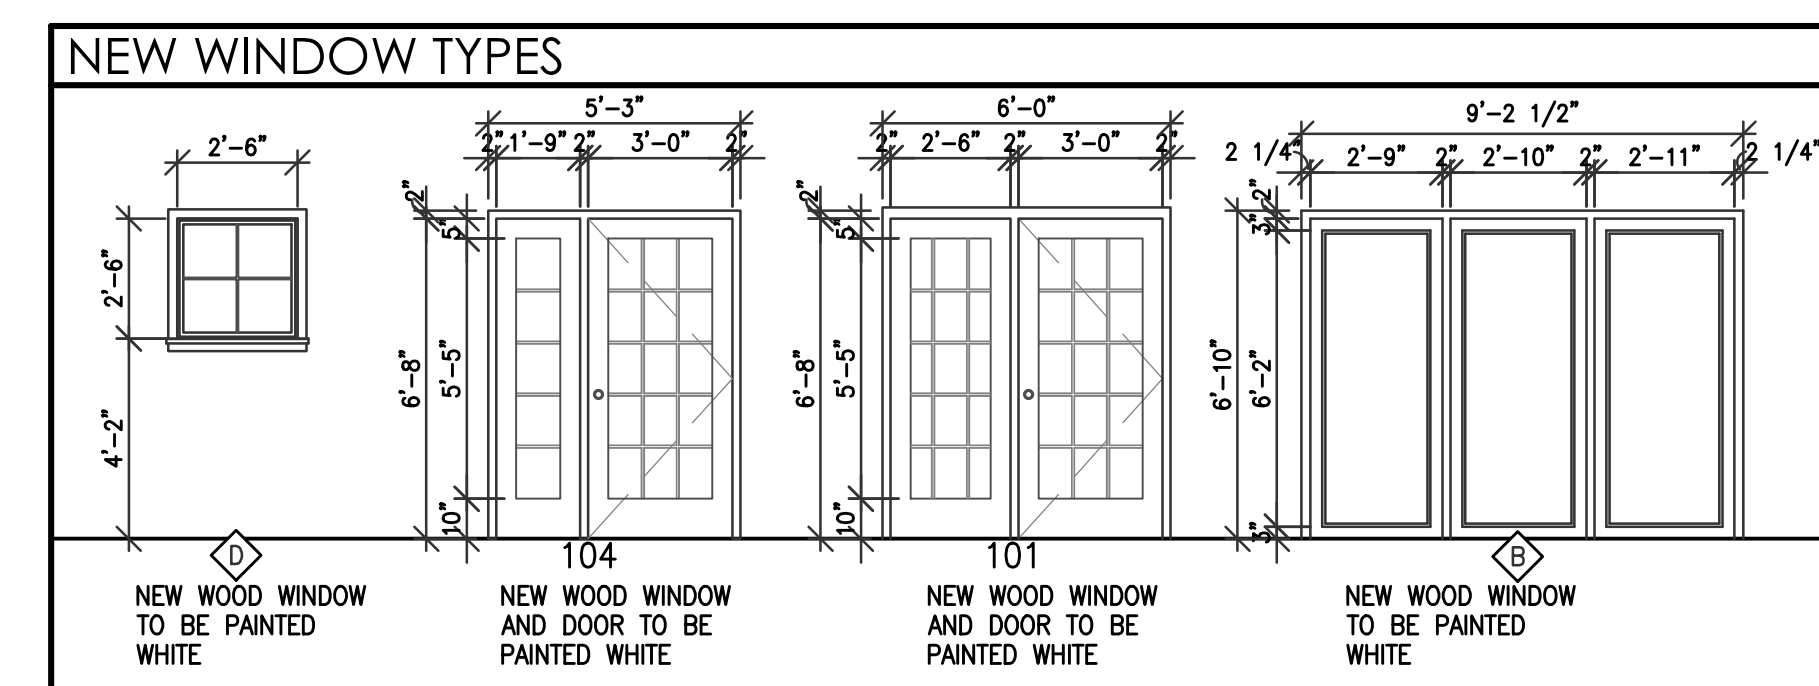 NEW WINDOW TYPES
2'-6"
2'-6"
4'-2"
D
NEW WOOD WINDOW
TO BE PAINTED
WHITE
5'-3"
2" 1'-9" 2" 3'-0" 2"
2"
5"
6'-8"
5'-5"
10"
104
NEW WOOD WINDOW
AND DOOR TO BE
PAINTED WHITE
6'-0"
2" 2'-6" 2" 3'-0" 2"
2"
5"
6'-8"
5'-5"
10"
101
NEW WOOD WINDOW
AND DOOR TO BE
PAINTED WHITE
9'-2 1/2"
2 1/4" 2'-9" 2" 2'-10" 2" 2'-11" 2 1/4"
2"
3"
6'-10"
6'-2"
3"
B
NEW WOOD WINDOW
TO BE PAINTED
WHITE